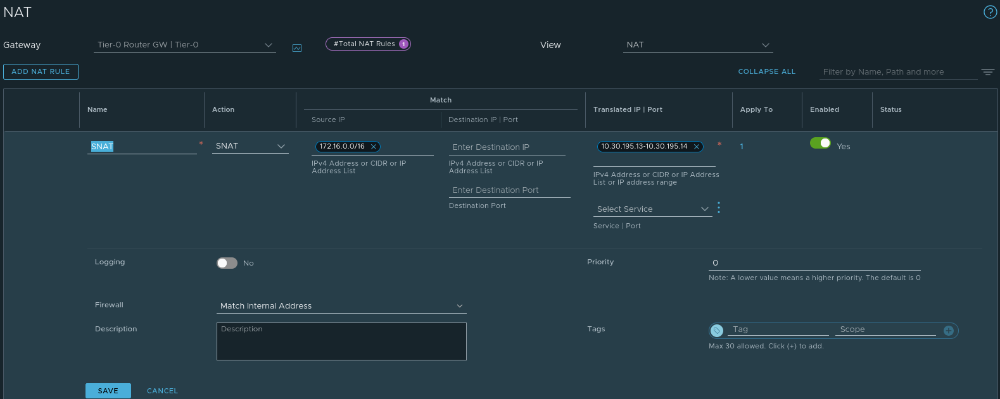 NAT
Gateway
Tier-0 Router GW | Tier-0
#Total NAT Rules 1
View
NAT
ADD NAT RULE
COLLAPSE ALL
Filter by Name, Path and more
Name
Action
Match
Source IP
Destination IP | Port
Translated IP | Port
Apply To
Enabled
Status
SNAT *
SNAT
172.16.0.0/16
IPv4 Address or CIDR or IP
Address List
Enter Destination IP
IPv4 Address or CIDR or IP
Address List
Enter Destination Port
Destination Port
10.30.195.13-10.30.195.14 *
IPv4 Address or CIDR or IP Address
List or IP address range
Select Service
Service | Port
1
Yes
Logging
No
Priority
0
Note: A lower value means a higher priority. The default is 0
Firewall
Match Internal Address
Description
Description
Tags
Tag
Scope
Max 30 allowed. Click (+) to add.
SAVE
CANCEL